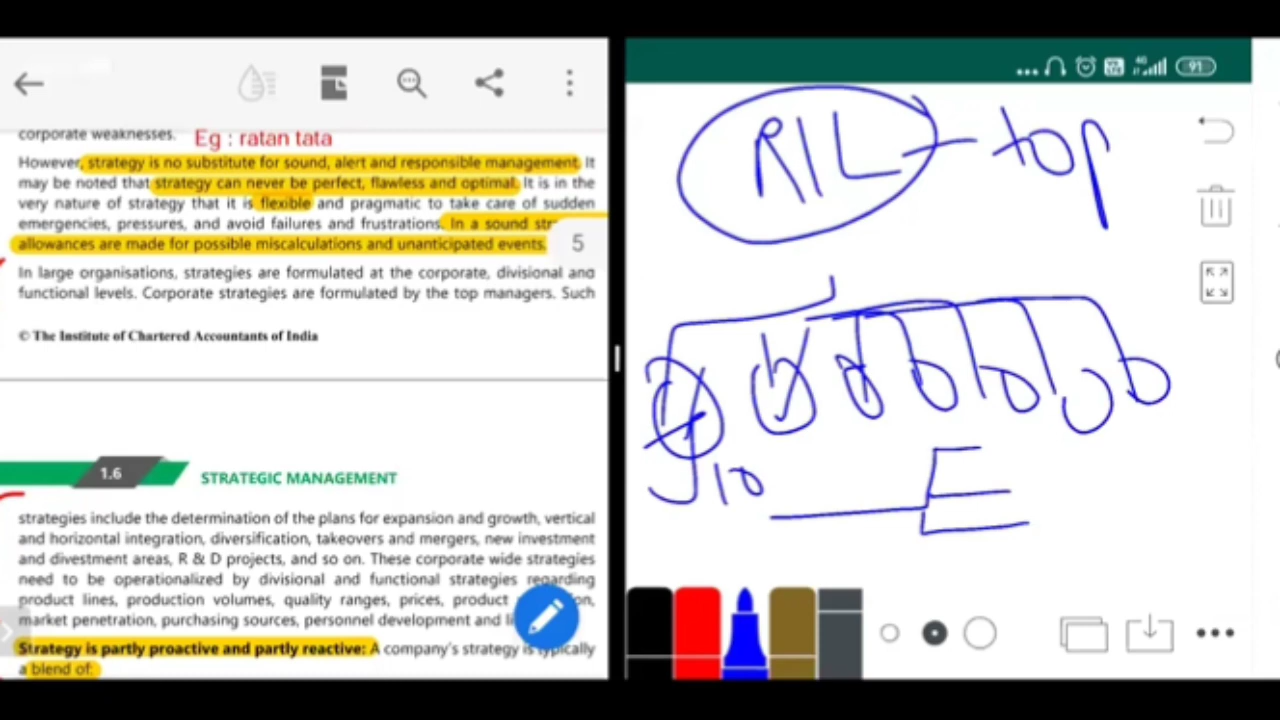 corporate weaknesses. Eg : ratan tata
However, strategy is no substitute for sound, alert and responsible management. It
may be noted that strategy can never be perfect, flawless and optimal. It is in the
very nature of strategy that it is flexible and pragmatic to take care of sudden
emergencies, pressures, and avoid failures and frustrations. In a sound
allowances are made for possible miscalculations and unanticipated events.
5
In large organisations, strategies are formulated at the corporate, divisional and
functional levels. Corporate strategies are formulated by the top managers. Such
© The Institute of Chartered Accountants of India
1.6 STRATEGIC MANAGEMENT
strategies include the determination of the plans for expansion and growth, vertical
and horizontal integration, diversification, takeovers and mergers, new investment
and divestment areas, R & D projects, and so on. These corporate wide strategies
need to be operationalized by divisional and functional strategies regarding
product lines, production volumes, quality ranges, prices, product
market penetration, purchasing sources, personnel development and
Strategy is partly proactive and partly reactive: A company's strategy is typically
a blend of:
91
RIL - top
10